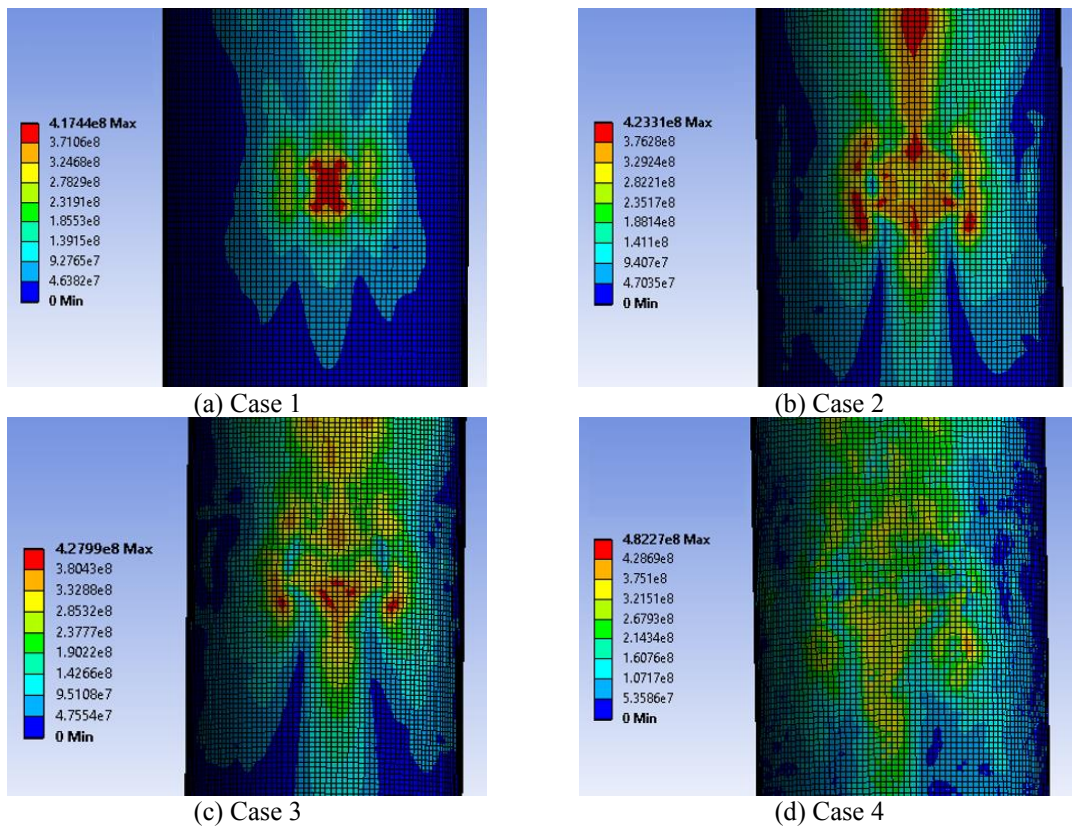 4.1744e8 Max
3.7106e8
3.2468e8
2.7829e8
2.3191e8
1.8553e8
1.3915e8
9.2765e7
4.6382e7
0 Min
(a) Case 1
4.2331e8 Max
3.7628e8
3.2924e8
2.8221e8
2.3517e8
1.8814e8
1.411e8
9.407e7
4.7035e7
0 Min
(b) Case 2
4.2799e8 Max
3.8043e8
3.3288e8
2.8532e8
2.3777e8
1.9022e8
1.4266e8
9.5108e7
4.7554e7
0 Min
(c) Case 3
4.8227e8 Max
4.2869e8
3.751e8
3.2151e8
2.6793e8
2.1434e8
1.6076e8
1.0717e8
5.3586e7
0 Min
(d) Case 4